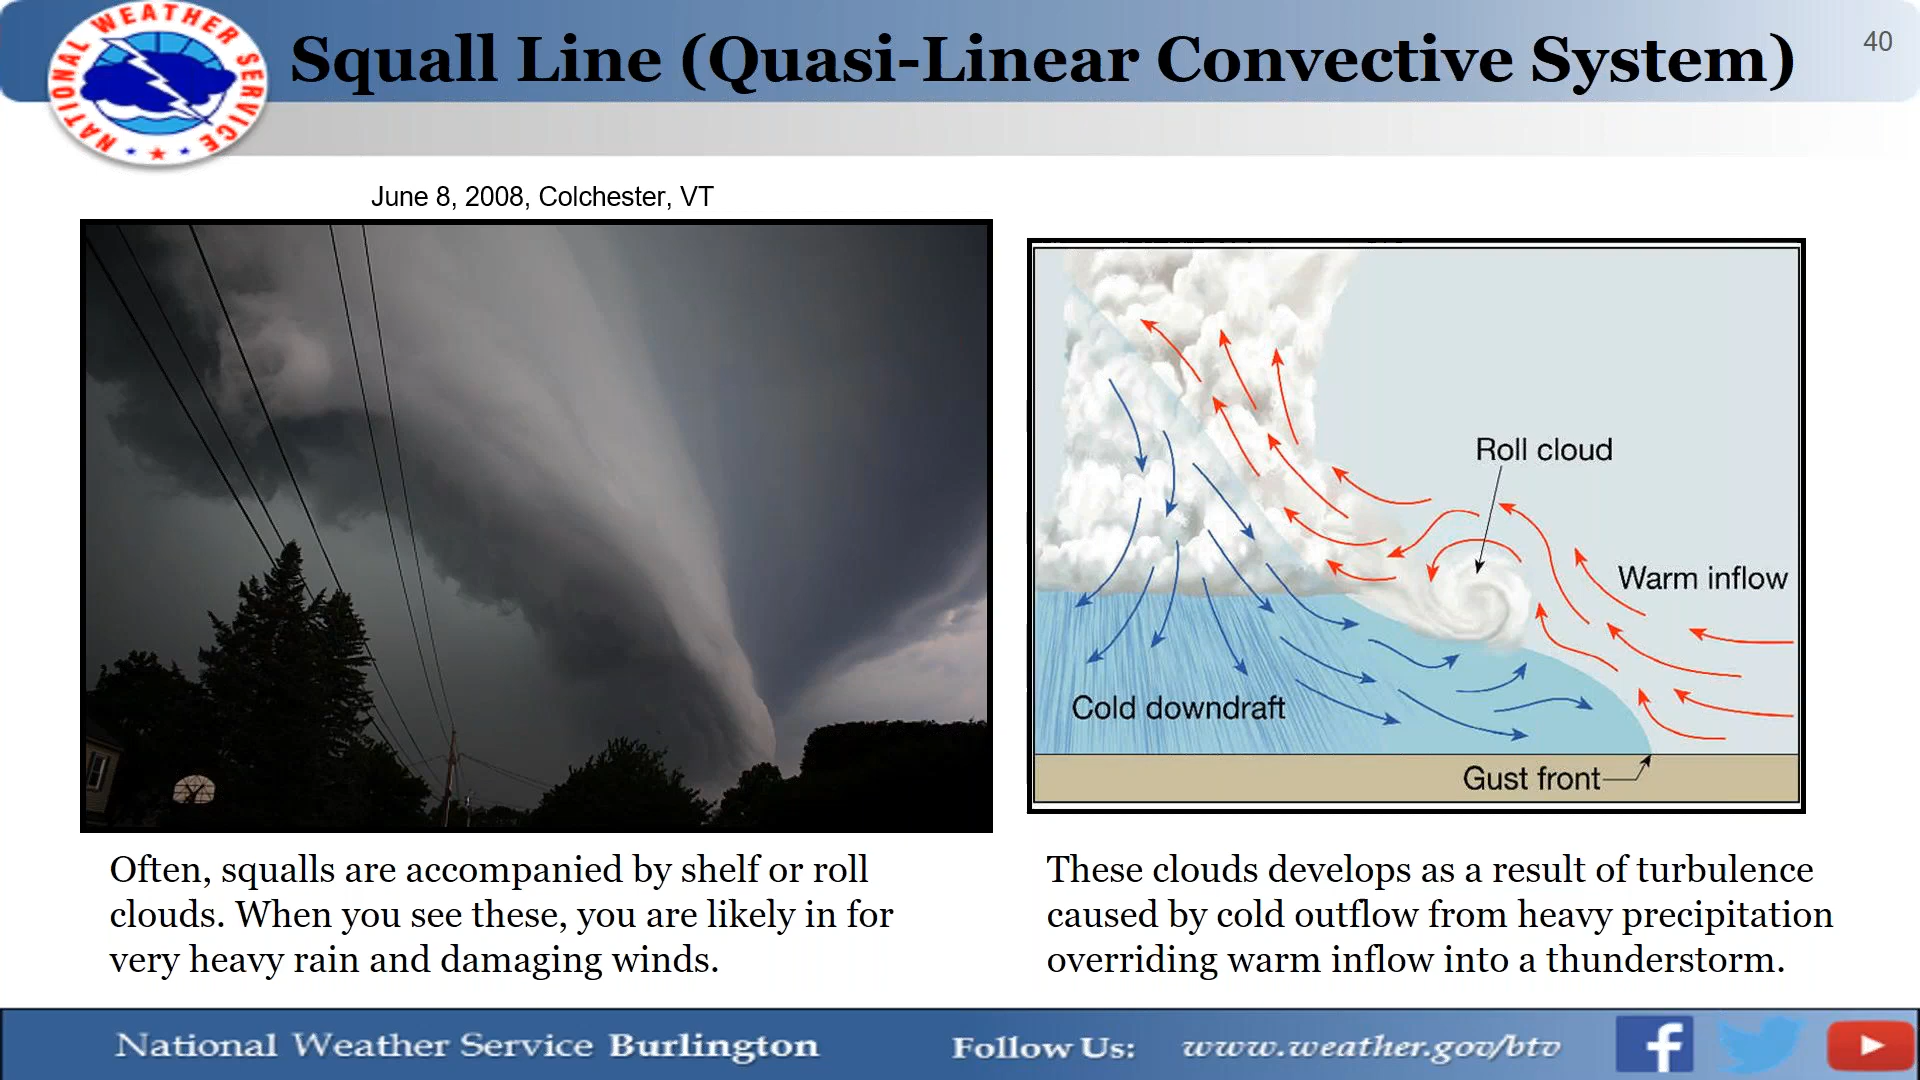 NATIONAL WEATHER SERVICE
Squall Line (Quasi-Linear Convective System)
40
June 8, 2008, Colchester, VT
Roll cloud
Warm inflow
Cold downdraft
Gust front
Often, squalls are accompanied by shelf or roll
clouds. When you see these, you are likely in for
very heavy rain and damaging winds.
These clouds develops as a result of turbulence
caused by cold outflow from heavy precipitation
overriding warm inflow into a thunderstorm.
National Weather Service Burlington
Follow Us: www.weather.gov/btv